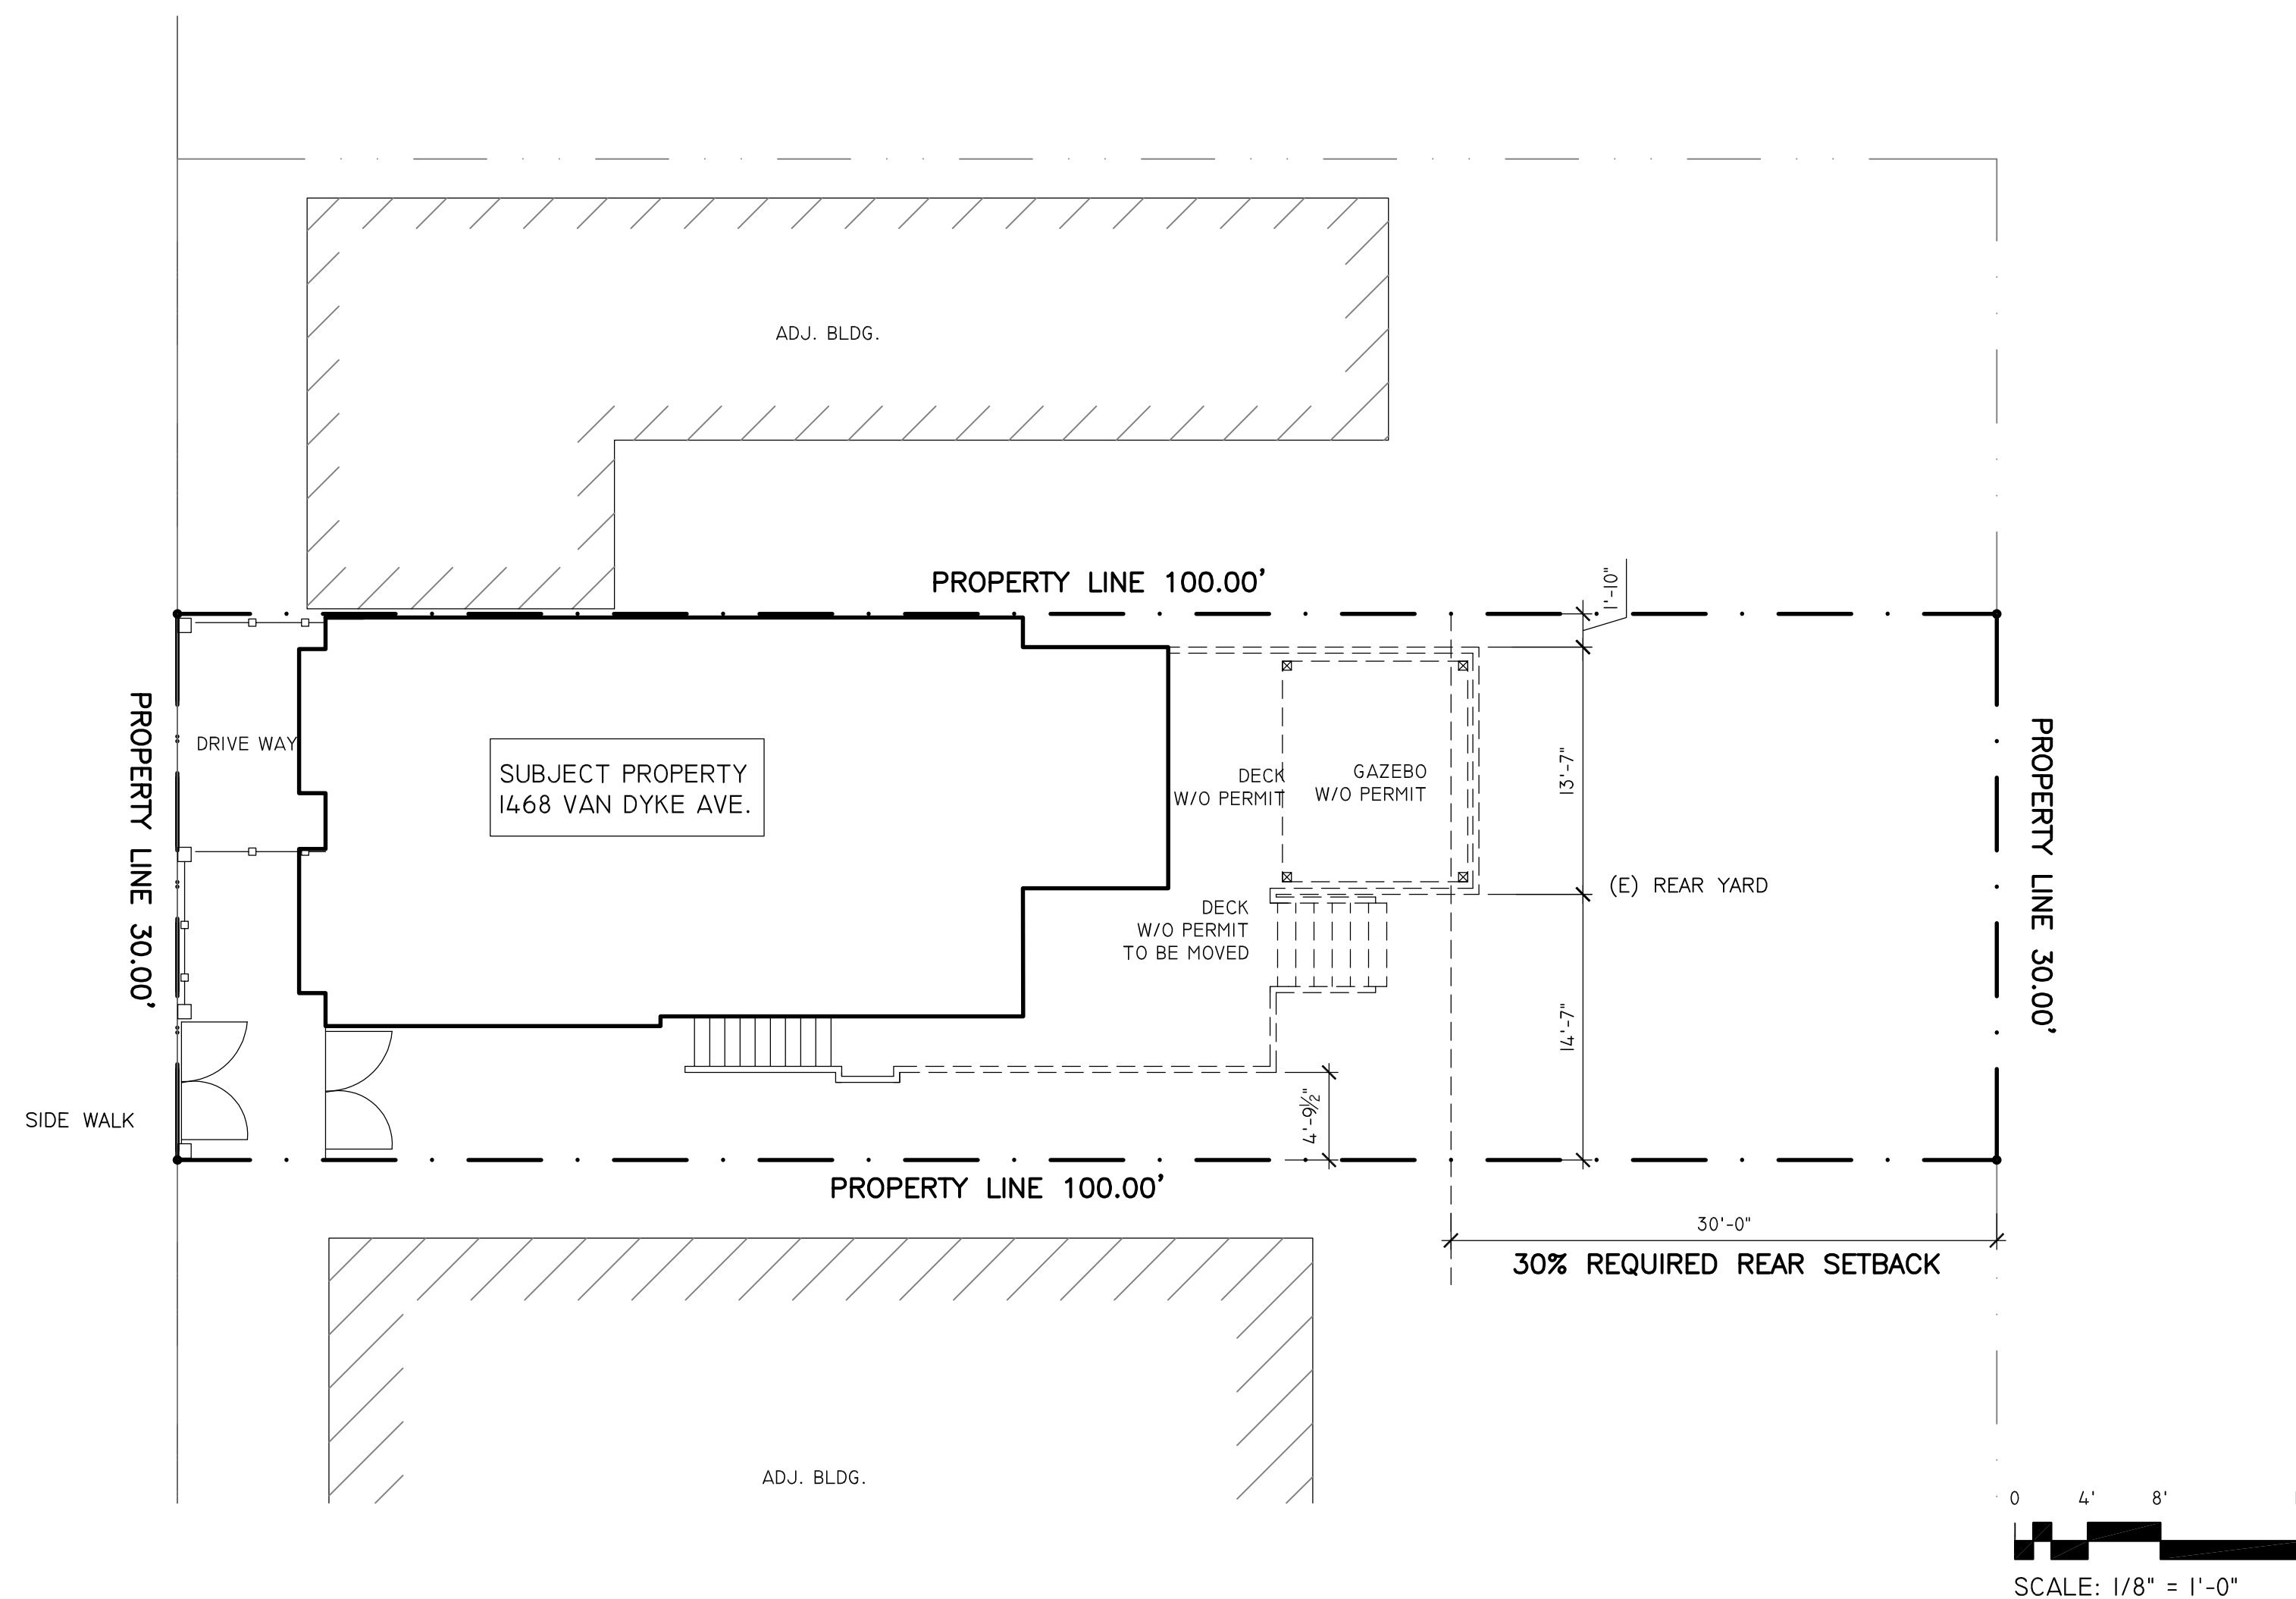 ADJ. BLDG.
PROPERTY LINE 100.00'
1'-10"
PROPERTY LINE 30.00'
DRIVE WAY
SUBJECT PROPERTY
1468 VAN DYKE AVE.
DECK
W/O PERMIT
GAZEBO
W/O PERMIT
13'-7"
PROPERTY LINE 30.00'
(E) REAR YARD
DECK
W/O PERMIT
TO BE MOVED
14'-7"
4'-9½"
SIDE WALK
PROPERTY LINE 100.00'
30'-0"
30% REQUIRED REAR SETBACK
ADJ. BLDG.
0 4' 8'
SCALE: 1/8" = 1'-0"